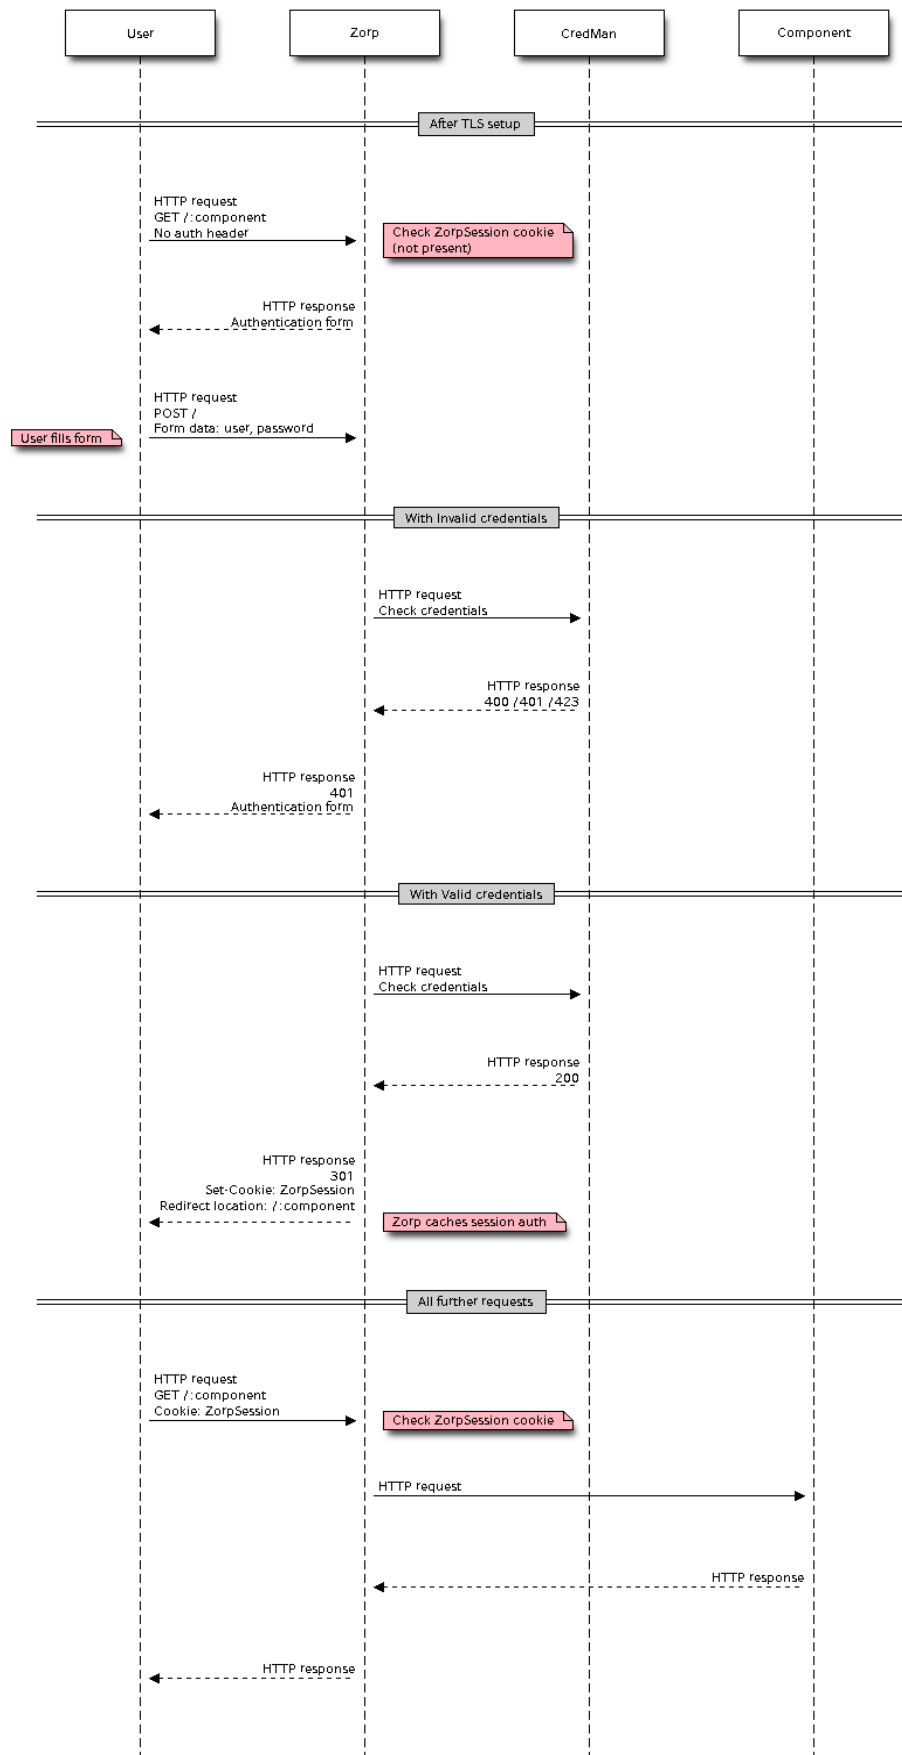 User
Zorp
CredMan
Component
After TLS setup
HTTP request
GET /:component
No auth header
Check ZorpSession cookie
(not present)
HTTP response
Authentication form
HTTP request
POST /
Form data: user, password
User fills form
With Invalid credentials
HTTP request
Check credentials
HTTP response
400 /401 /423
HTTP response
401
Authentication form
With Valid credentials
HTTP request
Check credentials
HTTP response
200
HTTP response
301
Set-Cookie: ZorpSession
Redirect location: /:component
Zorp caches session auth
All further requests
HTTP request
GET /:component
Cookie: ZorpSession
Check ZorpSession cookie
HTTP request
HTTP response
HTTP response